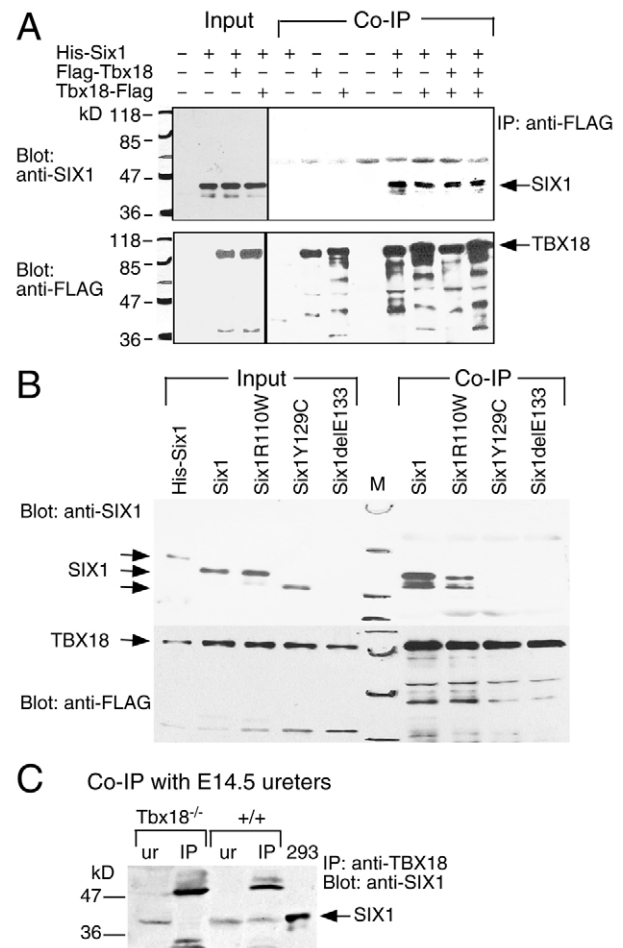 A
Input
Co-IP
His-Six1 – + + + + – – – + – + +
Flag-Tbx18 – – + – – + – – + – + +
Tbx18-Flag – – – + – – + – – + + +
kD
118
85
47
36
Blot:
anti-SIX1
IP: anti-FLAG
SIX1
118
85
47
36
Blot:
anti-FLAG
TBX18
B
Input
Co-IP
His-Six1
Six1
Six1R110W
Six1Y129C
Six1delE133
M
Six1
Six1R110W
Six1Y129C
Six1delE133
Blot: anti-SIX1
SIX1
TBX18
Blot: anti-FLAG
C
Co-IP with E14.5 ureters
Tbx18-/-
+/+
ur IP ur IP 293
kD
47
36
IP: anti-TBX18
Blot: anti-SIX1
SIX1